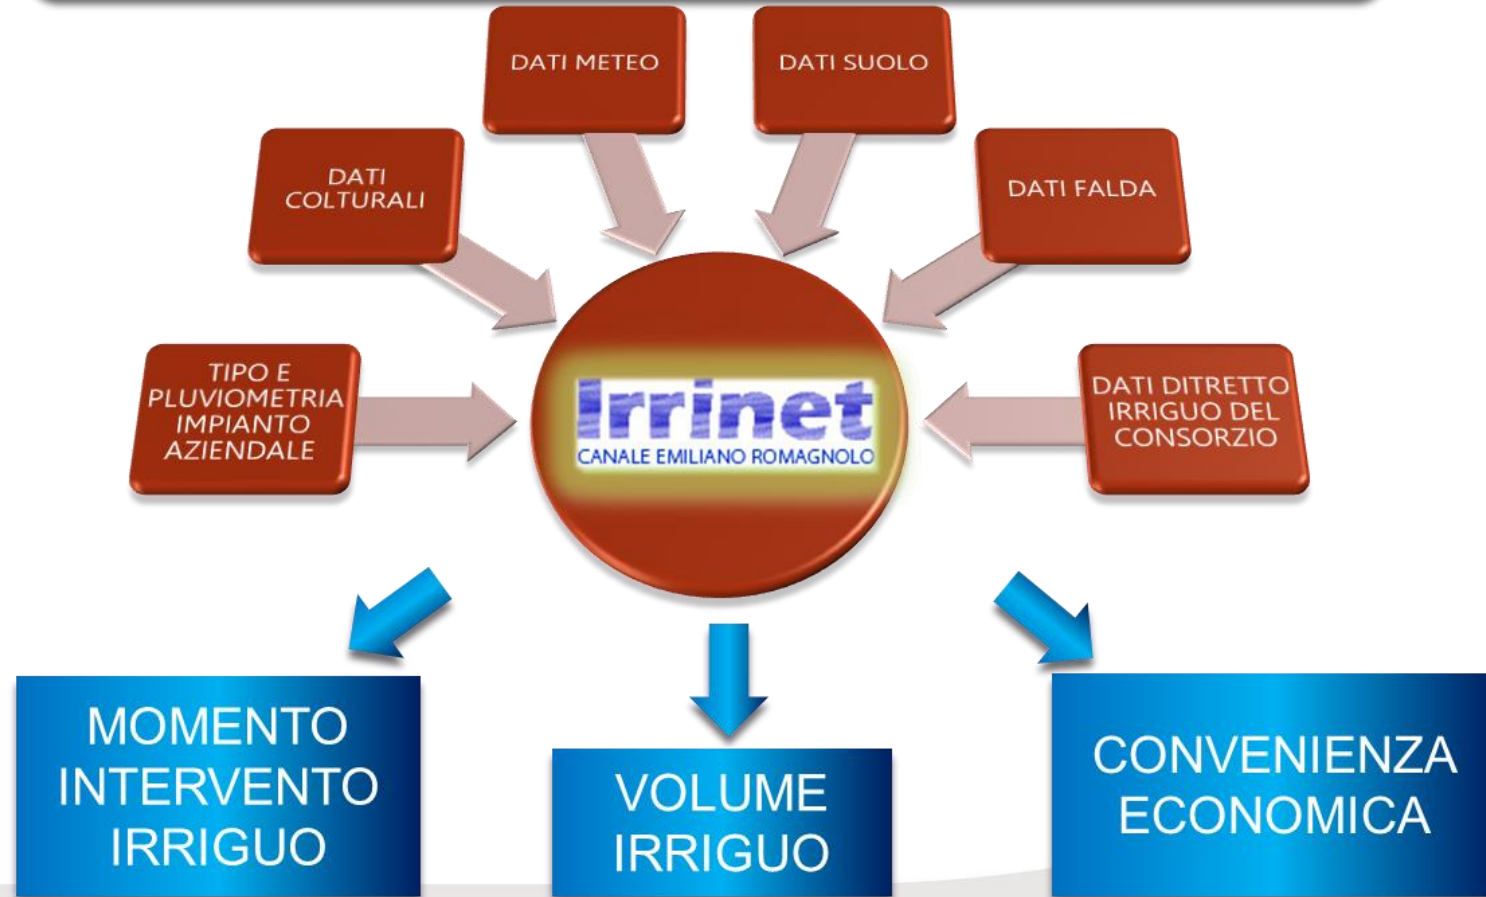 DATI METEO
DATI SUOLO
DATI
COLTURALI
DATI FALDA
TIPO E
PLUVIOMETRIA
IMPIANTO
AZIENDALE
DATI DITRETTO
IRRIGUO DEL
CONSORZIO
Irrinet
CANALE EMILIANO ROMAGNOLO
MOMENTO
INTERVENTO
IRRIGUO
VOLUME
IRRIGUO
CONVENIENZA
ECONOMICA